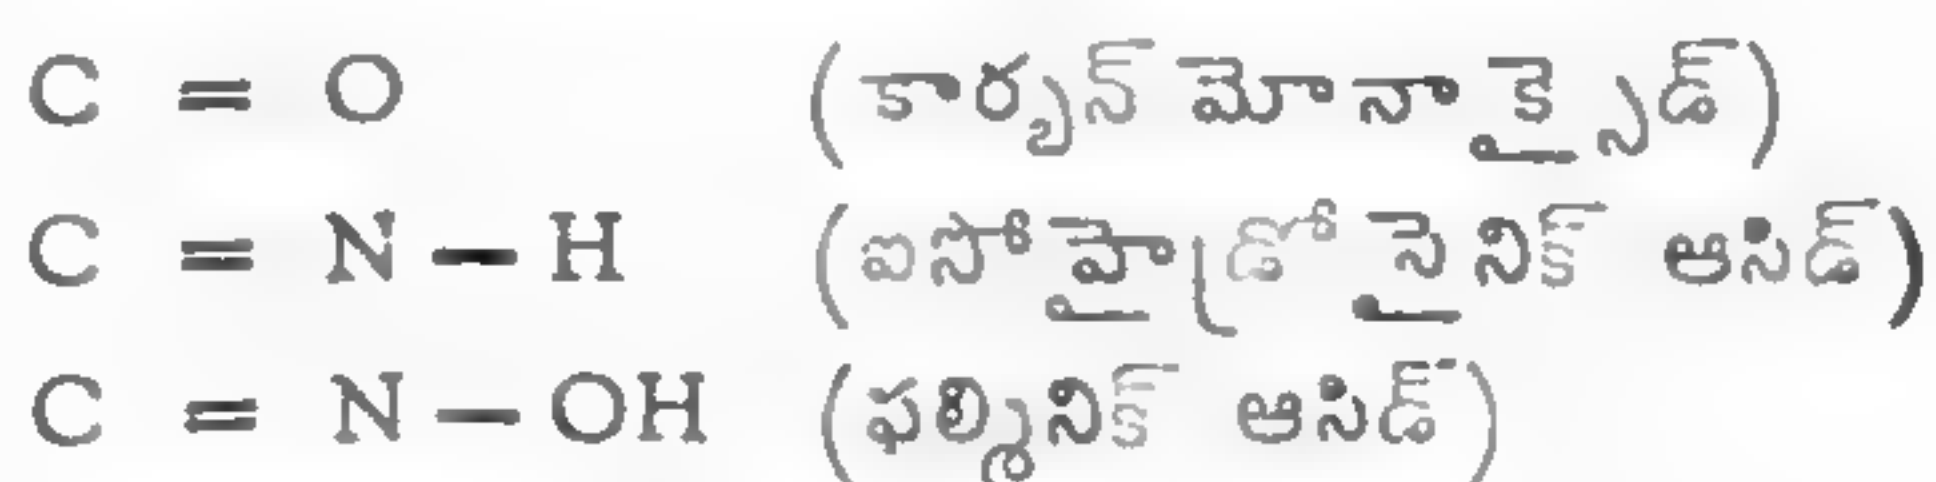 C = O (కార్బన్ మోనాక్సైడ్)
C = N — H (ఐసోహైడ్రో సైనిక్ ఆసిడ్)
C = N — OH (ఫల్మినిక్ ఆసిడ్)